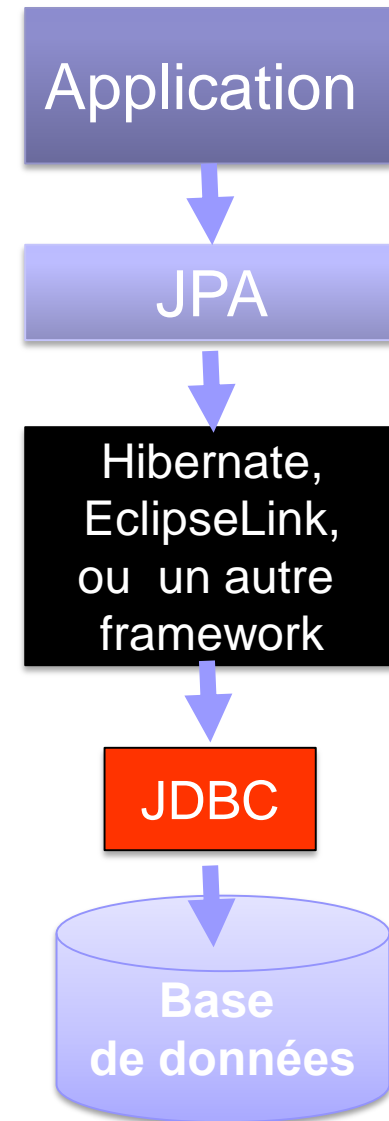 Application
JPA
Hibernate,
EclipseLink,
ou un autre
framework
JDBC
Base
de données